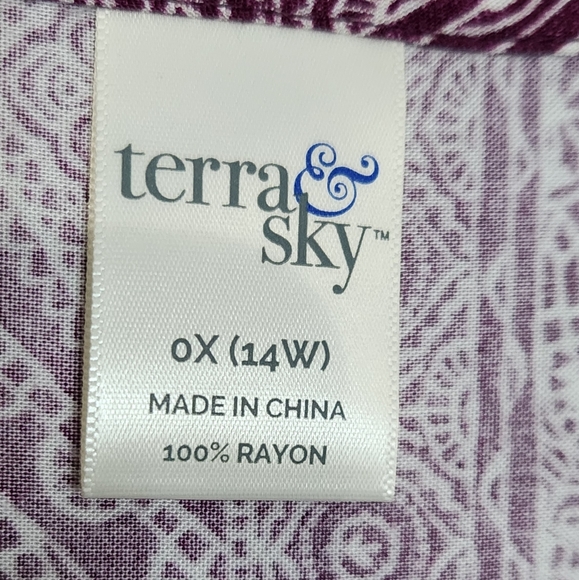 terra &
sky™
0X (14W)
MADE IN CHINA
100% RAYON